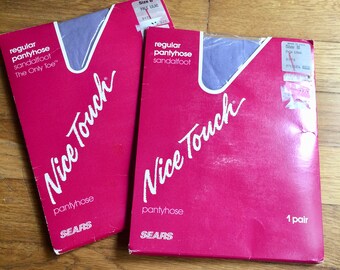 regular
pantyhose
sandalfoot
The Only Toe
Nice Touch
pantyhose
SEARS
regular
pantyhose
sandalfoot
Nice Touch
pantyhose
1 pair
SEARS